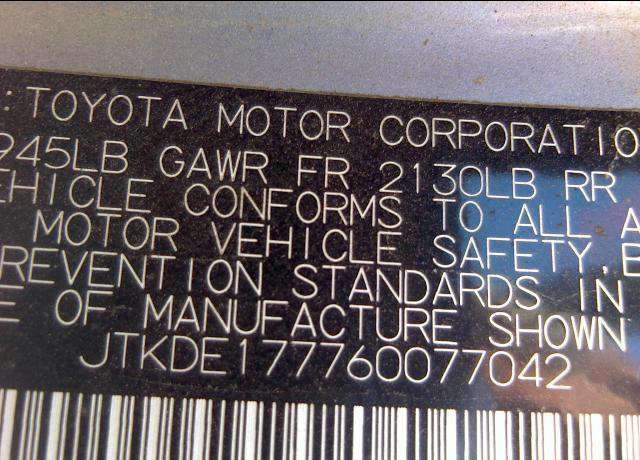 : TOYOTA MOTOR CORPORATIO
945LB GAWR FR 2130LB RR
EHICLE CONFORMS TO ALL A
MOTOR VEHICLE SAFETY, B
REVENTION STANDARDS IN
E OF MANUFACTURE SHOWN
JTKDE177760077042